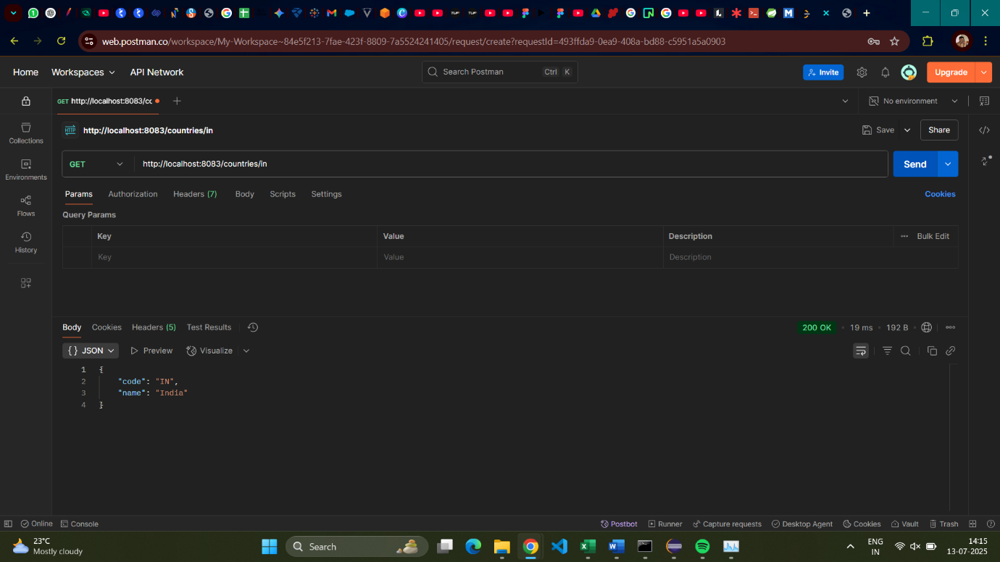 web.postman.co/workspace/My-Workspace~84e5f213-7fae-423f-8809-7a5524241405/request/create?requestId=493ffda9-0ea9-408a-bd88-c5951a5a0903
Home Workspaces API Network Search Postman Ctrl K Invite Upgrade
GET http://localhost:8083/cc No environment
HTTP http://localhost:8083/countries/in Save Share
Collections
GET http://localhost:8083/countries/in Send
Environments
Params Authorization Headers (7) Body Scripts Settings Cookies
Flows
Query Params
Key Value Description Bulk Edit
History
Key Value Description
Body Cookies Headers (5) Test Results 200 OK 19 ms 192 B
{} JSON Preview Visualize
1 {
2 "code": "IN",
3 "name": "India"
4 }
Online Console Postbot Runner Capture requests Desktop Agent Cookies Vault Trash
23°C
Mostly cloudy
Search
ENG
IN
14:15
13-07-2025